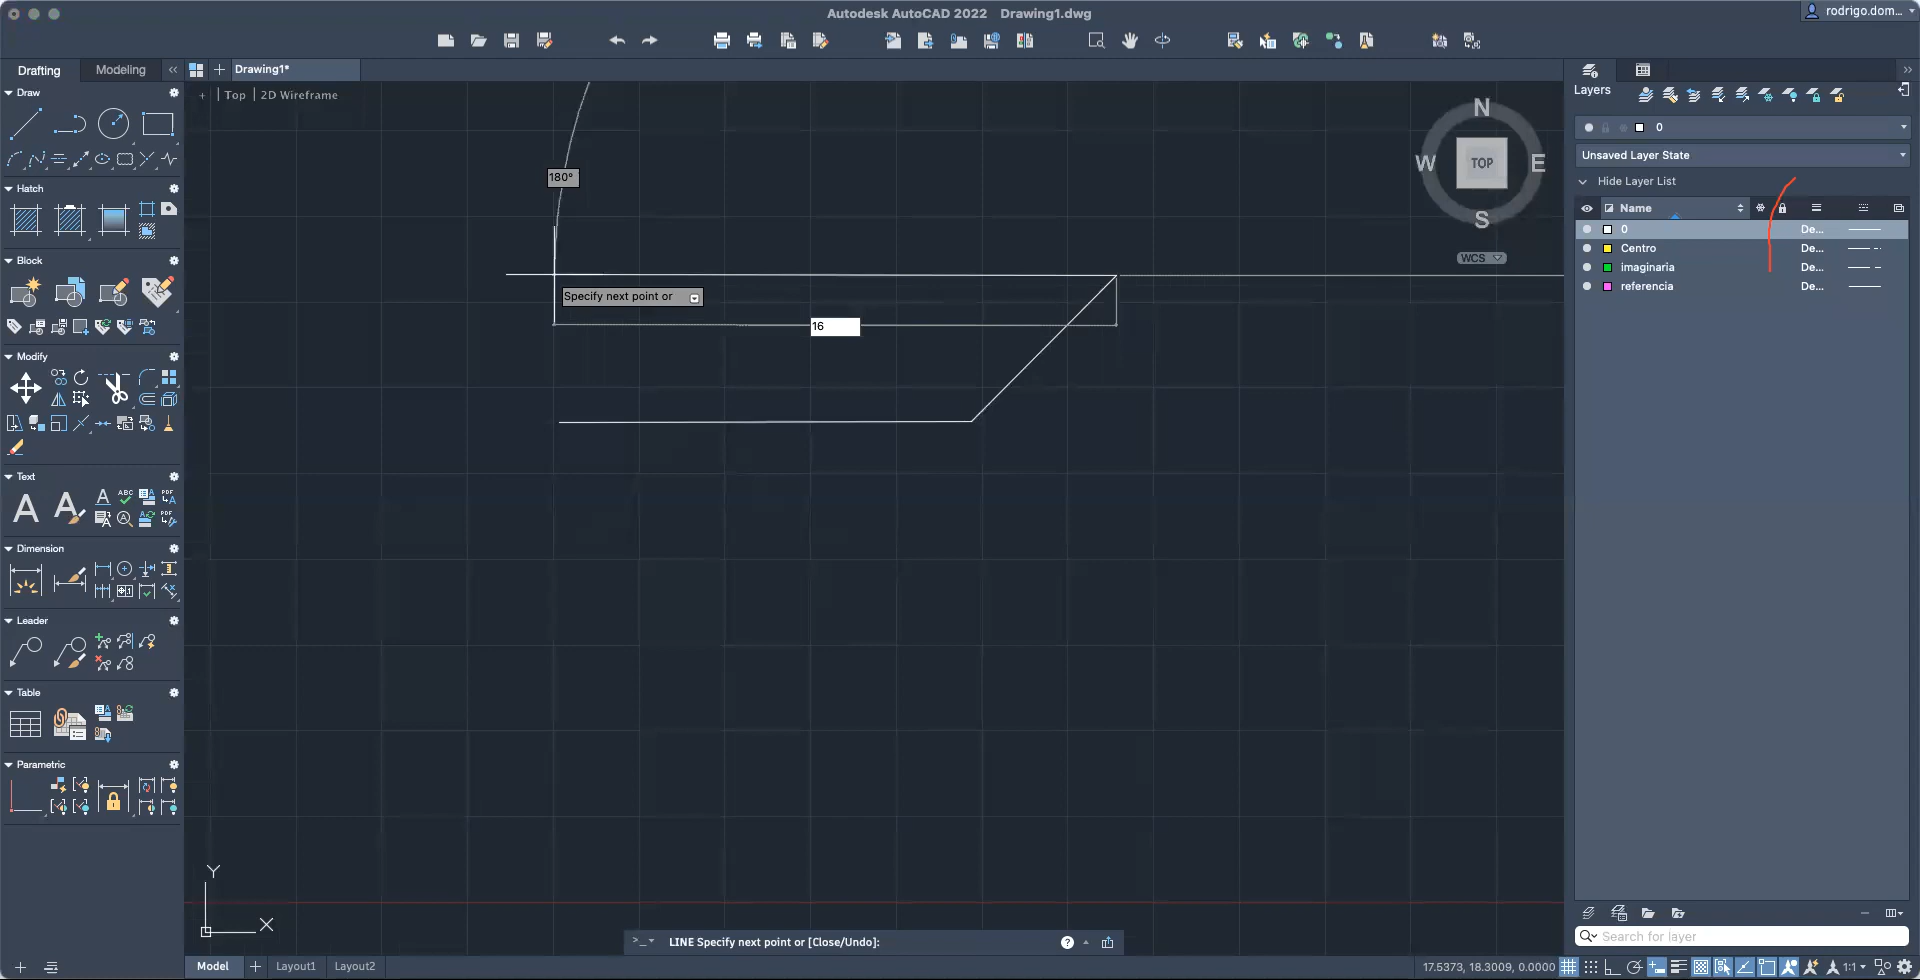 Autodesk AutoCAD 2022 Drawing1.dwg
rodrigo.dom...
Drafting
Modeling
Drawing1*
Draw
+ | Top | 2D Wireframe
Hatch
Block
Modify
Text
Dimension
Leader
Table
Parametric
180°
Specify next point or
16
N
W
TOP
E
S
WCS
Layers
0
Unsaved Layer State
Hide Layer List
Name
0 De...
Centro De...
imaginaria De...
referencia De...
Search for layer
Y
X
>_ LINE Specify next point or [Close/Undo]:
Model
Layout1
Layout2
17.5373, 18.3009, 0.0000
1:1